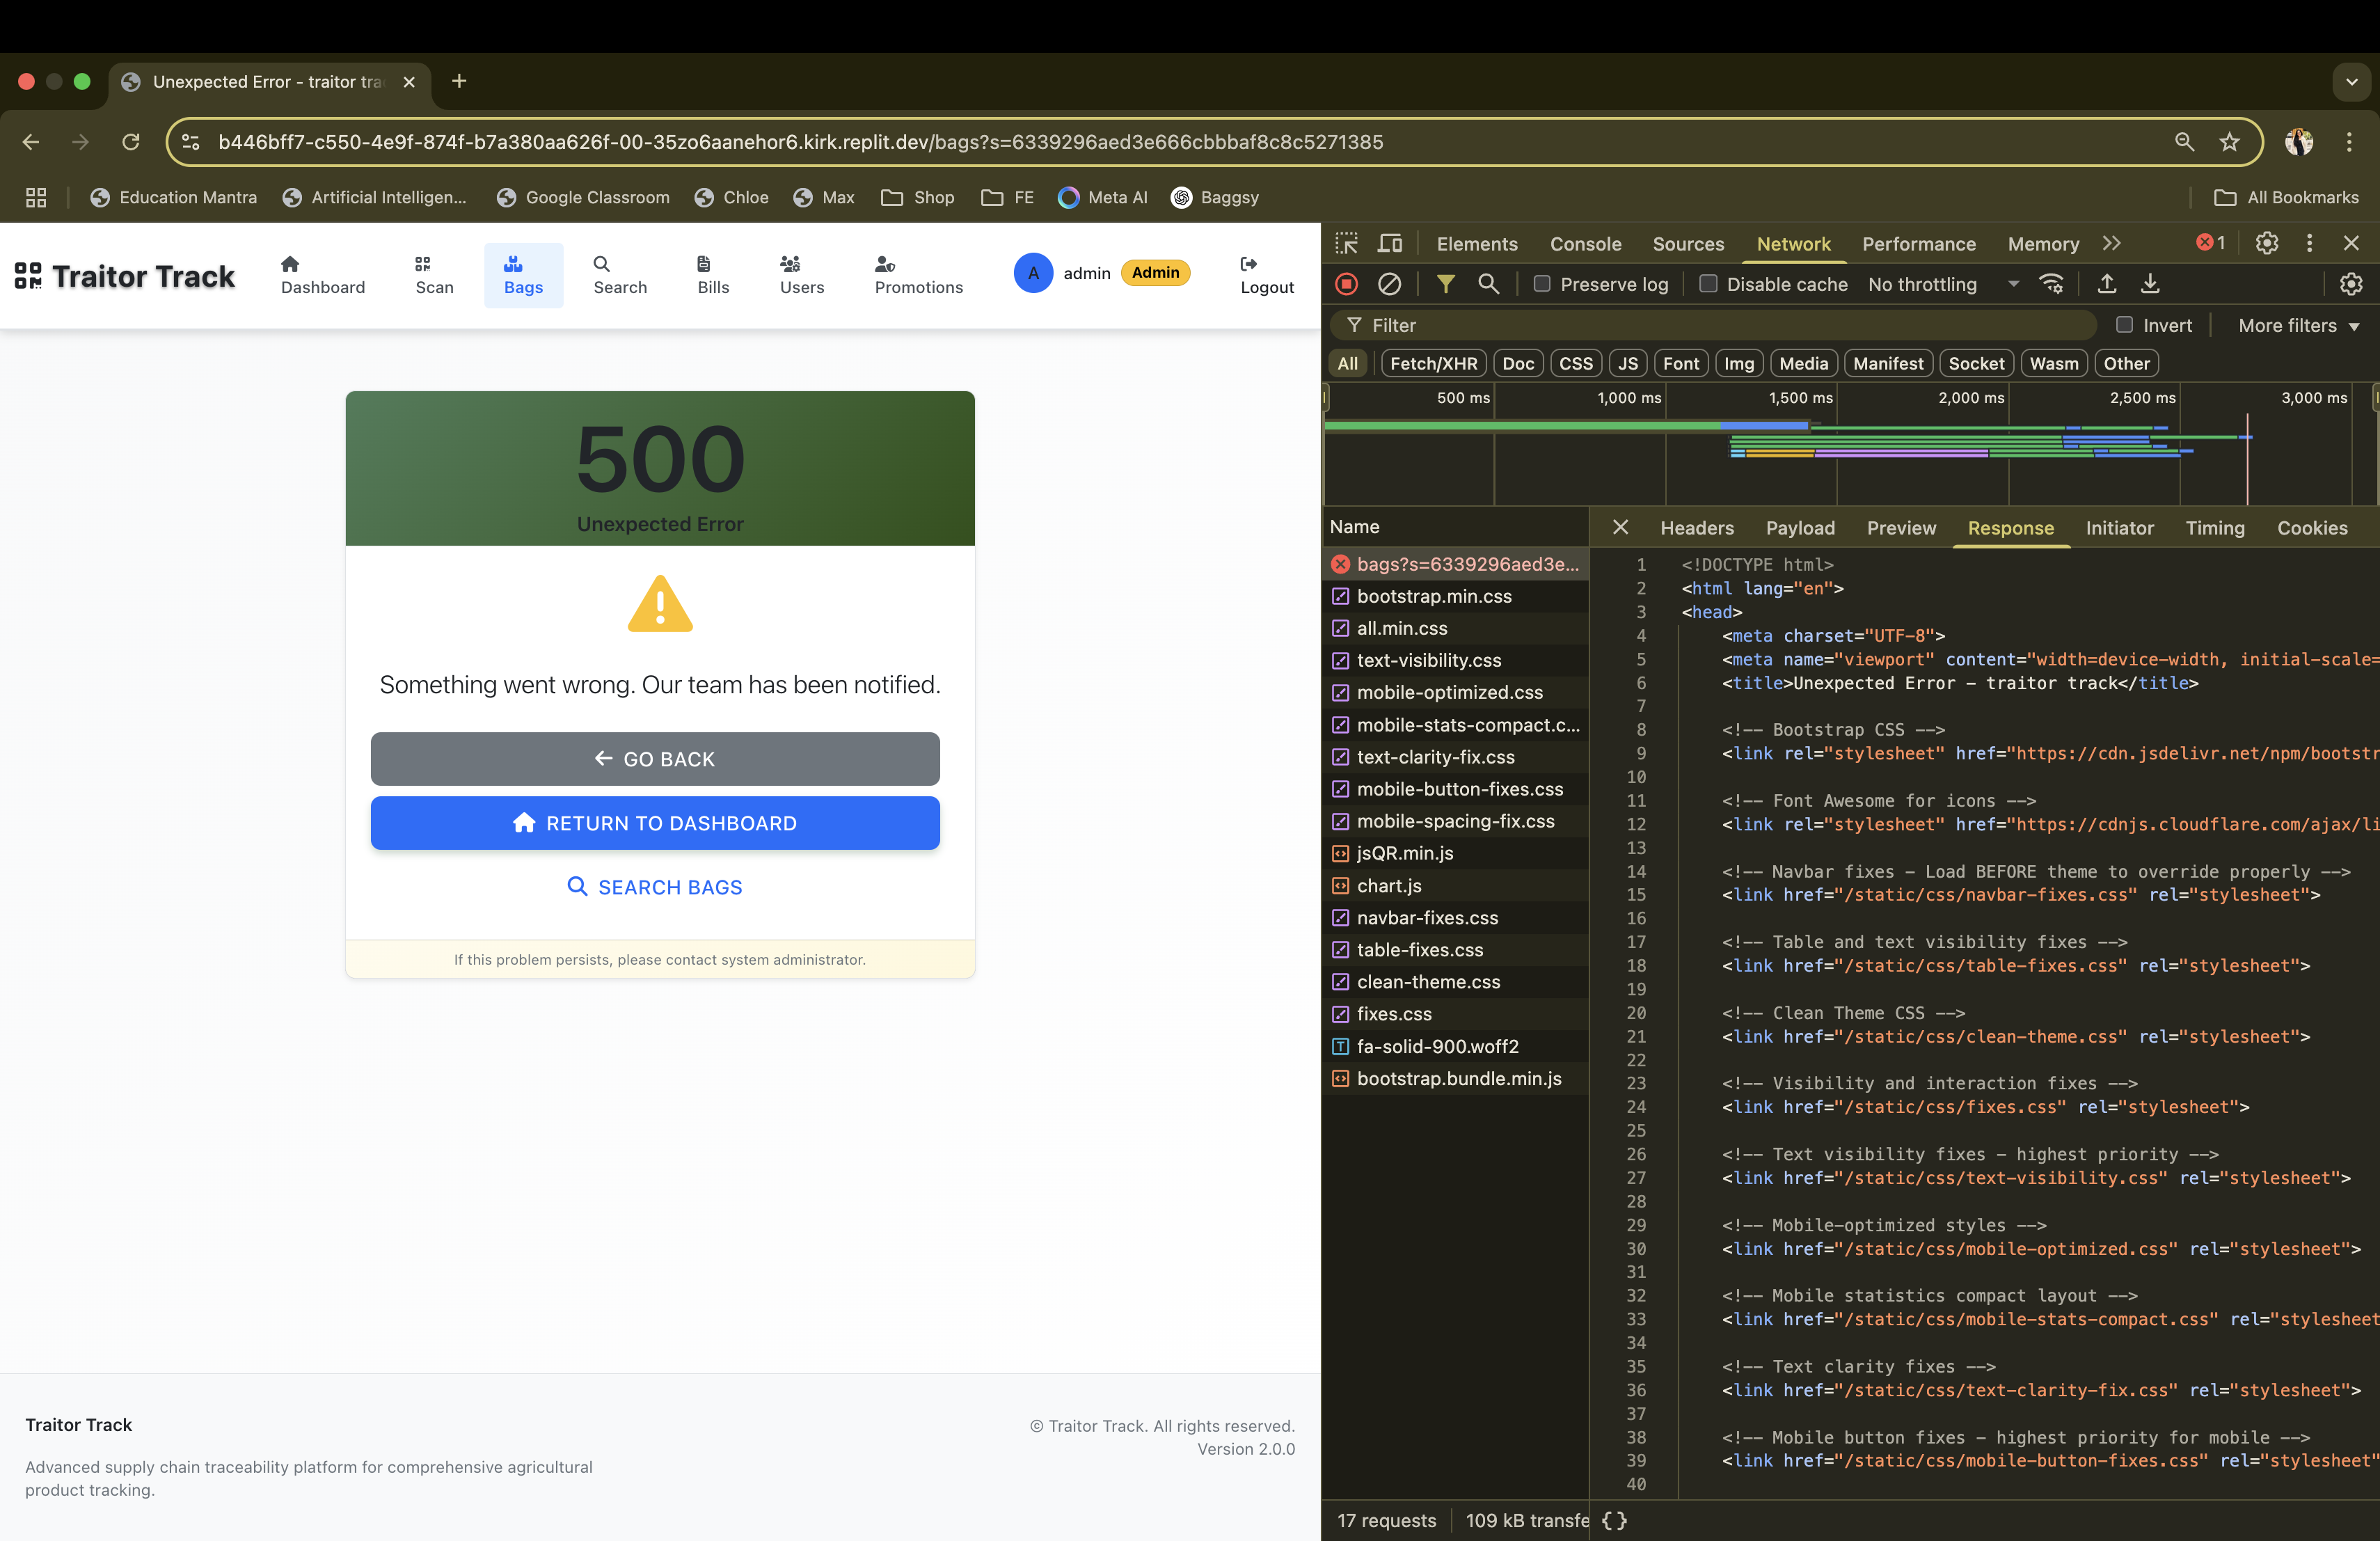 Unexpected Error - traitor trac
b446bff7-c550-4e9f-874f-b7a380aa626f-00-35zo6aanehor6.kirk.replit.dev/bags?s=6339296aed3e666cbbbaf8c8c5271385
Education Mantra
Artificial Intelligen...
Google Classroom
Chloe
Max
Shop
FE
Meta AI
Baggsy
All Bookmarks
Traitor Track
Dashboard
Scan
Bags
Search
Bills
Users
Promotions
A
admin
Admin
Logout
500
Unexpected Error
Something went wrong. Our team has been notified.
GO BACK
RETURN TO DASHBOARD
SEARCH BAGS
If this problem persists, please contact system administrator.
Traitor Track
Advanced supply chain traceability platform for comprehensive agricultural
product tracking.
© Traitor Track. All rights reserved.
Version 2.0.0
Elements
Console
Sources
Network
Performance
Memory
1
Preserve log
Disable cache
No throttling
Filter
Invert
More filters
All
Fetch/XHR
Doc
CSS
JS
Font
Img
Media
Manifest
Socket
Wasm
Other
500 ms
1,000 ms
1,500 ms
2,000 ms
2,500 ms
3,000 ms
Name
bags?s=6339296aed3e...
bootstrap.min.css
all.min.css
text-visibility.css
mobile-optimized.css
mobile-stats-compact.c...
text-clarity-fix.css
mobile-button-fixes.css
mobile-spacing-fix.css
jsQR.min.js
chart.js
navbar-fixes.css
table-fixes.css
clean-theme.css
fixes.css
fa-solid-900.woff2
bootstrap.bundle.min.js
17 requests
109 kB transfe
Headers
Payload
Preview
Response
Initiator
Timing
Cookies
1 <!DOCTYPE html>
2 <html lang="en">
3 <head>
4 <meta charset="UTF-8">
5 <meta name="viewport" content="width=device-width, initial-scale=
6 <title>Unexpected Error - traitor track</title>
7
8 <!-- Bootstrap CSS -->
9 <link rel="stylesheet" href="https://cdn.jsdelivr.net/npm/bootstr
10
11 <!-- Font Awesome for icons -->
12 <link rel="stylesheet" href="https://cdnjs.cloudflare.com/ajax/li
13
14 <!-- Navbar fixes - Load BEFORE theme to override properly -->
15 <link href="/static/css/navbar-fixes.css" rel="stylesheet">
16
17 <!-- Table and text visibility fixes -->
18 <link href="/static/css/table-fixes.css" rel="stylesheet">
19
20 <!-- Clean Theme CSS -->
21 <link href="/static/css/clean-theme.css" rel="stylesheet">
22
23 <!-- Visibility and interaction fixes -->
24 <link href="/static/css/fixes.css" rel="stylesheet">
25
26 <!-- Text visibility fixes - highest priority -->
27 <link href="/static/css/text-visibility.css" rel="stylesheet">
28
29 <!-- Mobile-optimized styles -->
30 <link href="/static/css/mobile-optimized.css" rel="stylesheet">
31
32 <!-- Mobile statistics compact layout -->
33 <link href="/static/css/mobile-stats-compact.css" rel="stylesheet
34
35 <!-- Text clarity fixes -->
36 <link href="/static/css/text-clarity-fix.css" rel="stylesheet">
37
38 <!-- Mobile button fixes - highest priority for mobile -->
39 <link href="/static/css/mobile-button-fixes.css" rel="stylesheet"
40
{}